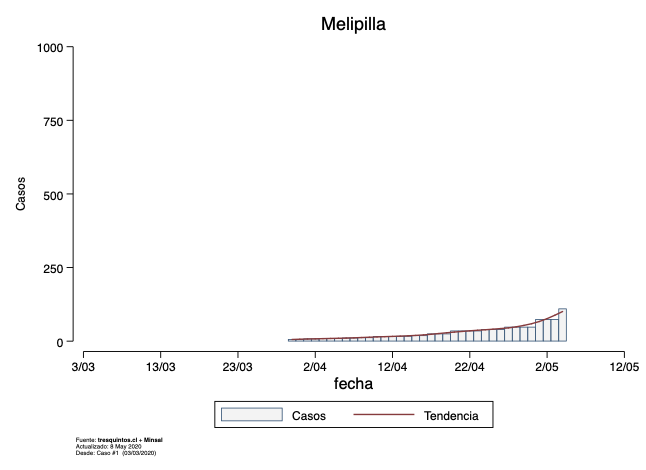 Melipilla
1000
750
500
250
0
Casos
3/03 13/03 23/03 2/04 12/04 22/04 2/05 12/05
fecha
Casos Tendencia
Fuente: tresquintos.cl + Minsal
Actualizado: 8 May 2020
Desde: Caso #1 (03/03/2020)